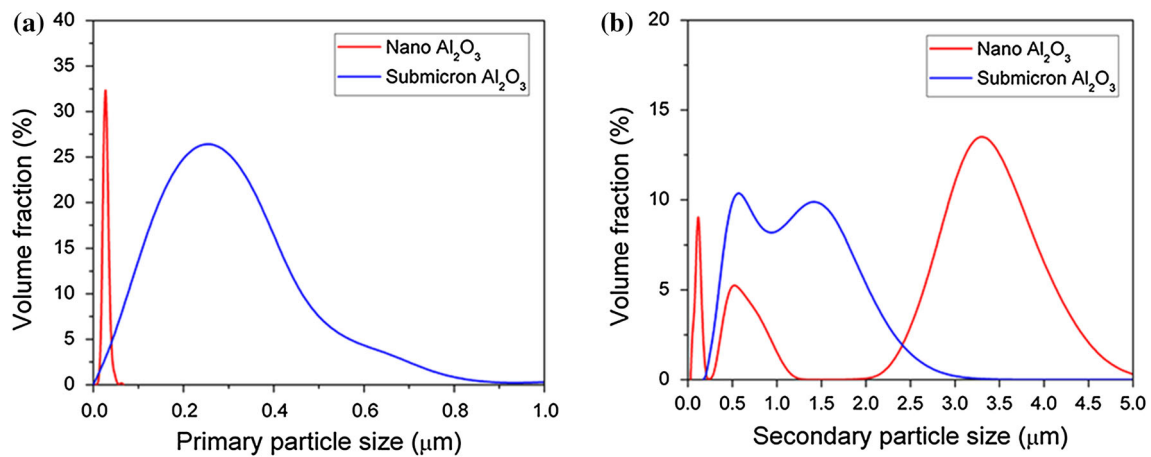 (a)
40
35
30
25
20
15
10
5
0
Volume fraction (%)
Nano Al₂O₃
Submicron Al₂O₃
0.0 0.2 0.4 0.6 0.8 1.0
Primary particle size (μm)
(b)
20
15
10
5
0
Volume fraction (%)
Nano Al₂O₃
Submicron Al₂O₃
0.0 0.5 1.0 1.5 2.0 2.5 3.0 3.5 4.0 4.5 5.0
Secondary particle size (μm)